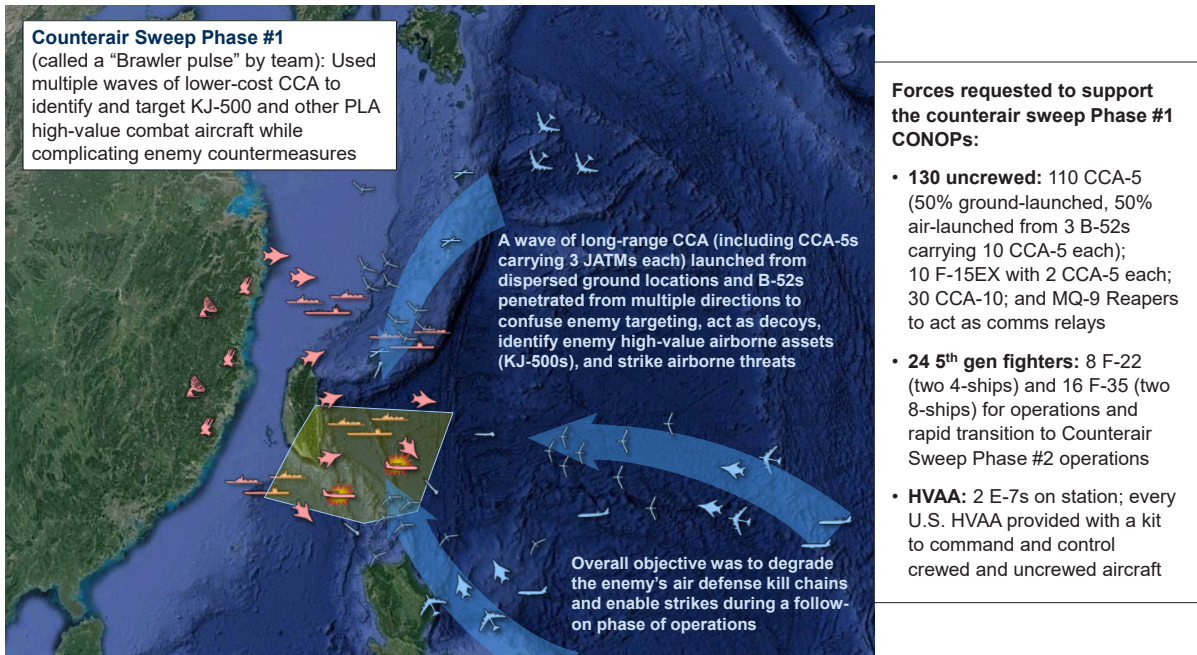 Counterair Sweep Phase #1
(called a “Brawler pulse” by team): Used
multiple waves of lower-cost CCA to
identify and target KJ-500 and other PLA
high-value combat aircraft while
complicating enemy countermeasures
A wave of long-range CCA (including CCA-5s
carrying 3 JATMs each) launched from
dispersed ground locations and B-52s
penetrated from multiple directions to
confuse enemy targeting, act as decoys,
identify enemy high-value airborne assets
(KJ-500s), and strike airborne threats
Overall objective was to degrade
the enemy’s air defense kill chains
and enable strikes during a follow-
on phase of operations
Forces requested to support
the counterair sweep Phase #1
CONOPs:
• 130 uncrewed: 110 CCA-5
(50% ground-launched, 50%
air-launched from 3 B-52s
carrying 10 CCA-5 each);
10 F-15EX with 2 CCA-5 each;
30 CCA-10; and MQ-9 Reapers
to act as comms relays
• 24 5th gen fighters: 8 F-22
(two 4-ships) and 16 F-35 (two
8-ships) for operations and
rapid transition to Counterair
Sweep Phase #2 operations
• HVAA: 2 E-7s on station; every
U.S. HVAA provided with a kit
to command and control
crewed and uncrewed aircraft